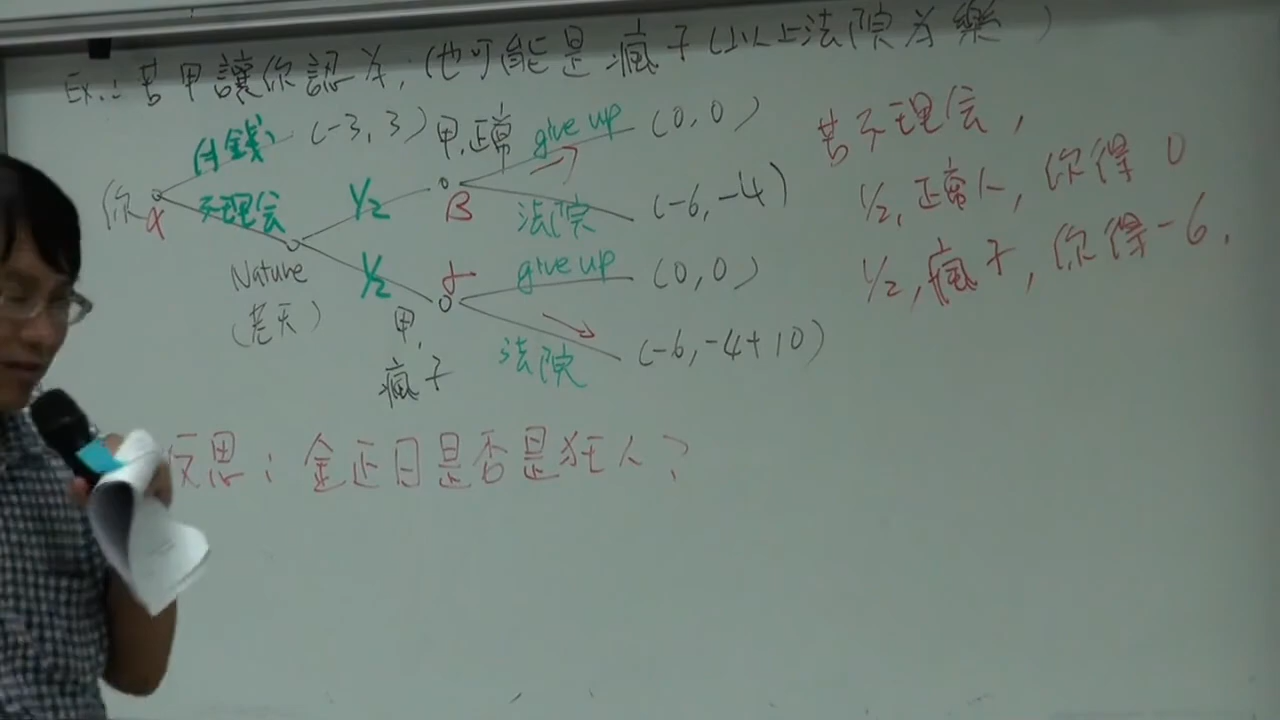 Ex.: 若甲讓你認為,他可能是瘋子(以上法院為樂)
付錢 (-3, 3)
甲,正常 give up (0, 0)
你 α 不理会 1/2 β 法院 (-6, -4)
Nature (老天) 1/2 γ give up (0, 0)
甲,瘋子 法院 (-6, -4+10)
若不理会,
1/2,正常人,你得 0
1/2,瘋子,你得-6.
反思:金正日是否是狂人?